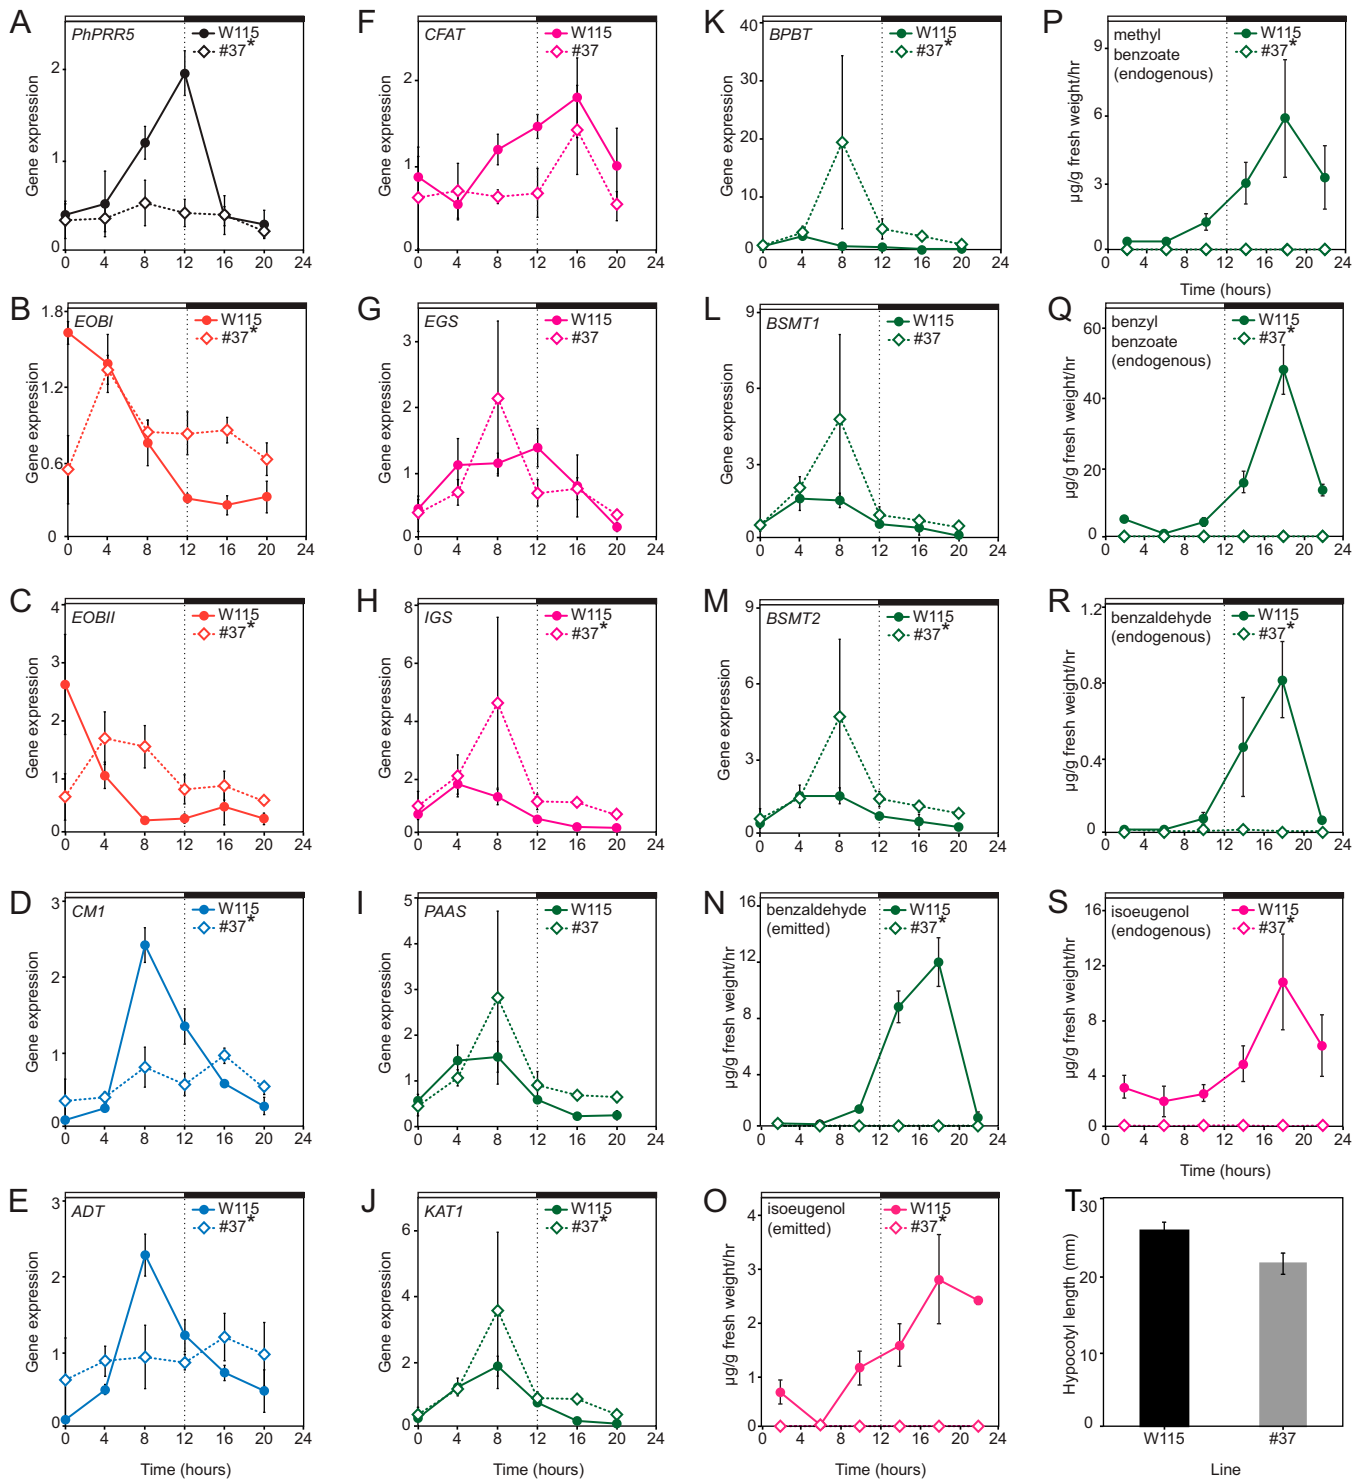 A
PhPRR5
W115
#37*
Gene expression
2
1
0
0 4 8 12 16 20 24
B
EOBI
W115
#37*
Gene expression
1.8
1.2
0.6
0
0 4 8 12 16 20 24
C
EOBII
W115
#37*
Gene expression
4
3
2
1
0
0 4 8 12 16 20 24
D
CM1
W115
#37*
Gene expression
3
2
1
0
0 4 8 12 16 20 24
E
ADT
W115
#37*
Gene expression
3
2
1
0
0 4 8 12 16 20 24
Time (hours)
F
CFAT
W115
#37*
Gene expression
2
1
0
0 4 8 12 16 20 24
G
EGS
W115
#37
Gene expression
3
2
1
0
0 4 8 12 16 20 24
H
IGS
W115
#37*
Gene expression
8
6
4
2
0
0 4 8 12 16 20 24
I
PAAS
W115
#37
Gene expression
5
4
3
2
1
0
0 4 8 12 16 20 24
J
KAT1
W115
#37*
Gene expression
6
4
2
0
0 4 8 12 16 20 24
Time (hours)
K
BPBT
W115
#37*
Gene expression
40
30
20
10
0
0 4 8 12 16 20 24
L
BSMT1
W115
#37
Gene expression
9
6
3
0
0 4 8 12 16 20 24
M
BSMT2
W115
#37*
Gene expression
9
6
3
0
0 4 8 12 16 20 24
N
benzaldehyde
(emitted)
W115
#37*
µg/g fresh weight/hr
16
12
8
4
0
0 4 8 12 16 20 24
O
isoeugenol
(emitted)
W115
#37*
µg/g fresh weight/hr
4
3
2
1
0
0 4 8 12 16 20 24
Time (hours)
P
methyl
benzoate
(endogenous)
W115
#37*
µg/g fresh weight/hr
9
6
3
0
0 4 8 12 16 20 24
Time (hours)
Q
benzyl
benzoate
(endogenous)
W115
#37*
µg/g fresh weight/hr
60
40
20
0
0 4 8 12 16 20 24
R
benzaldehyde
(endogenous)
W115
#37*
µg/g fresh weight/hr
1.2
0.8
0.4
0
0 4 8 12 16 20 24
S
isoeugenol
(endogenous)
W115
#37*
µg/g fresh weight/hr
16
12
8
4
0
0 4 8 12 16 20 24
Time (hours)
T
Hypocotyl length (mm)
30
20
10
0
W115 #37
Line